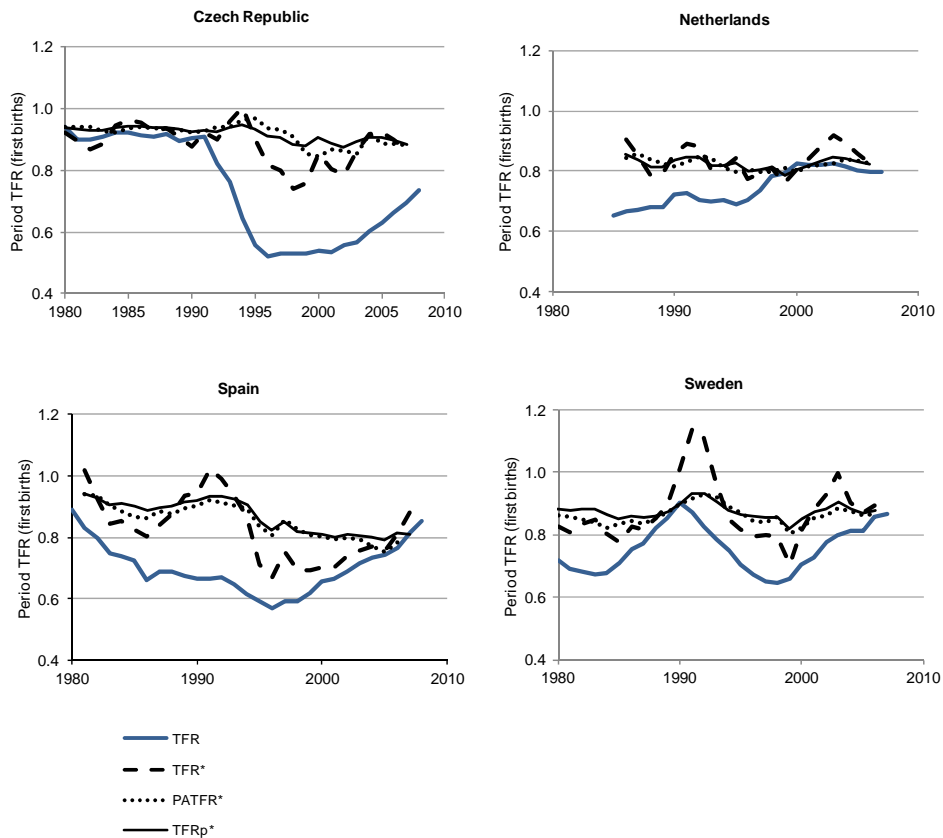 Czech Republic
Period TFR (first births)
1.2
1.0
0.8
0.6
0.4
1980 1985 1990 1995 2000 2005 2010
Netherlands
Period TFR (first births)
1.2
1.0
0.8
0.6
0.4
1980 1990 2000 2010
Spain
Period TFR (first births)
1.2
1.0
0.8
0.6
0.4
1980 1990 2000 2010
Sweden
Period TFR (first births)
1.2
1.0
0.8
0.6
0.4
1980 1990 2000 2010
TFR
TFR*
PATFR*
TFRp*